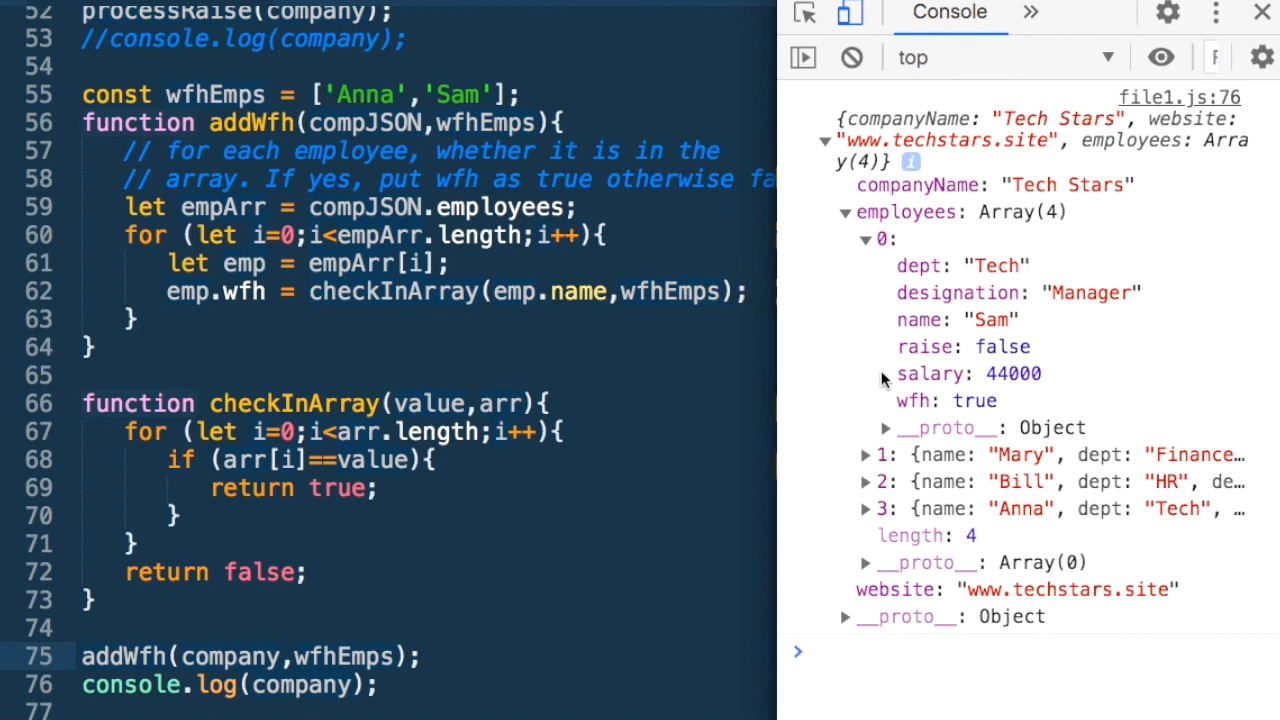 52 processRaise(company);
53 //console.log(company);
54
55 const wfhEmps = ['Anna','Sam'];
56 function addWfh(compJSON,wfhEmps){
57 // for each employee, whether it is in the
58 // array. If yes, put wfh as true otherwise fa
59 let empArr = compJSON.employees;
60 for (let i=0;i<empArr.length;i++){
61 let emp = empArr[i];
62 emp.wfh = checkInArray(emp.name,wfhEmps);
63 }
64 }
65
66 function checkInArray(value,arr){
67 for (let i=0;i<arr.length;i++){
68 if (arr[i]==value){
69 return true;
70 }
71 }
72 return false;
73 }
74
75 addWfh(company,wfhEmps);
76 console.log(company);
77
Console »
top ▼ F
file1.js:76
{companyName: "Tech Stars", website:
▼ "www.techstars.site", employees: Arra
y(4)} i
companyName: "Tech Stars"
▼ employees: Array(4)
▼ 0:
dept: "Tech"
designation: "Manager"
name: "Sam"
raise: false
salary: 44000
wfh: true
▶ __proto__: Object
▶ 1: {name: "Mary", dept: "Finance…
▶ 2: {name: "Bill", dept: "HR", de…
▶ 3: {name: "Anna", dept: "Tech", …
length: 4
▶ __proto__: Array(0)
website: "www.techstars.site"
▶ __proto__: Object
>